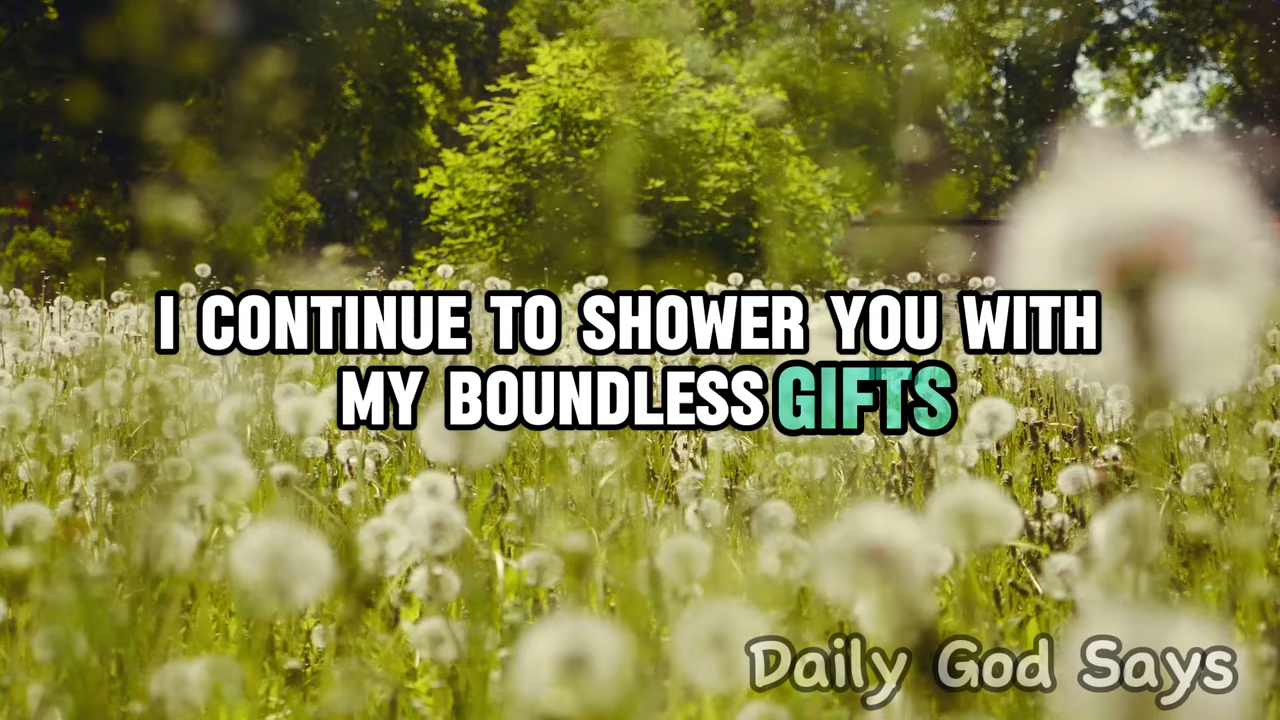 I CONTINUE TO SHOWER YOU WITH
MY BOUNDLESS GIFTS
Daily God Says